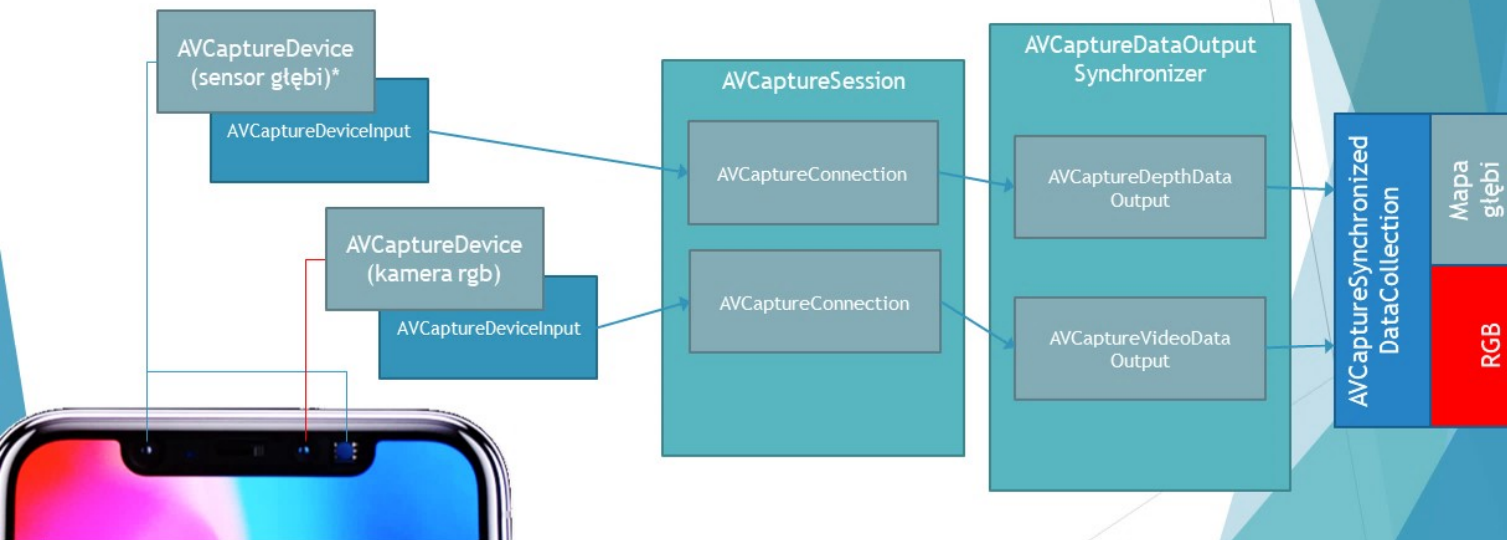 AVCaptureDevice
(sensor głębi)*
AVCaptureDeviceInput
AVCaptureDevice
(kamera rgb)
AVCaptureDeviceInput
AVCaptureSession
AVCaptureConnection
AVCaptureConnection
AVCaptureDataOutput
Synchronizer
AVCaptureDepthData
Output
AVCaptureVideoData
Output
AVCaptureSynchronized
DataCollection
Mapa
głębi
RGB